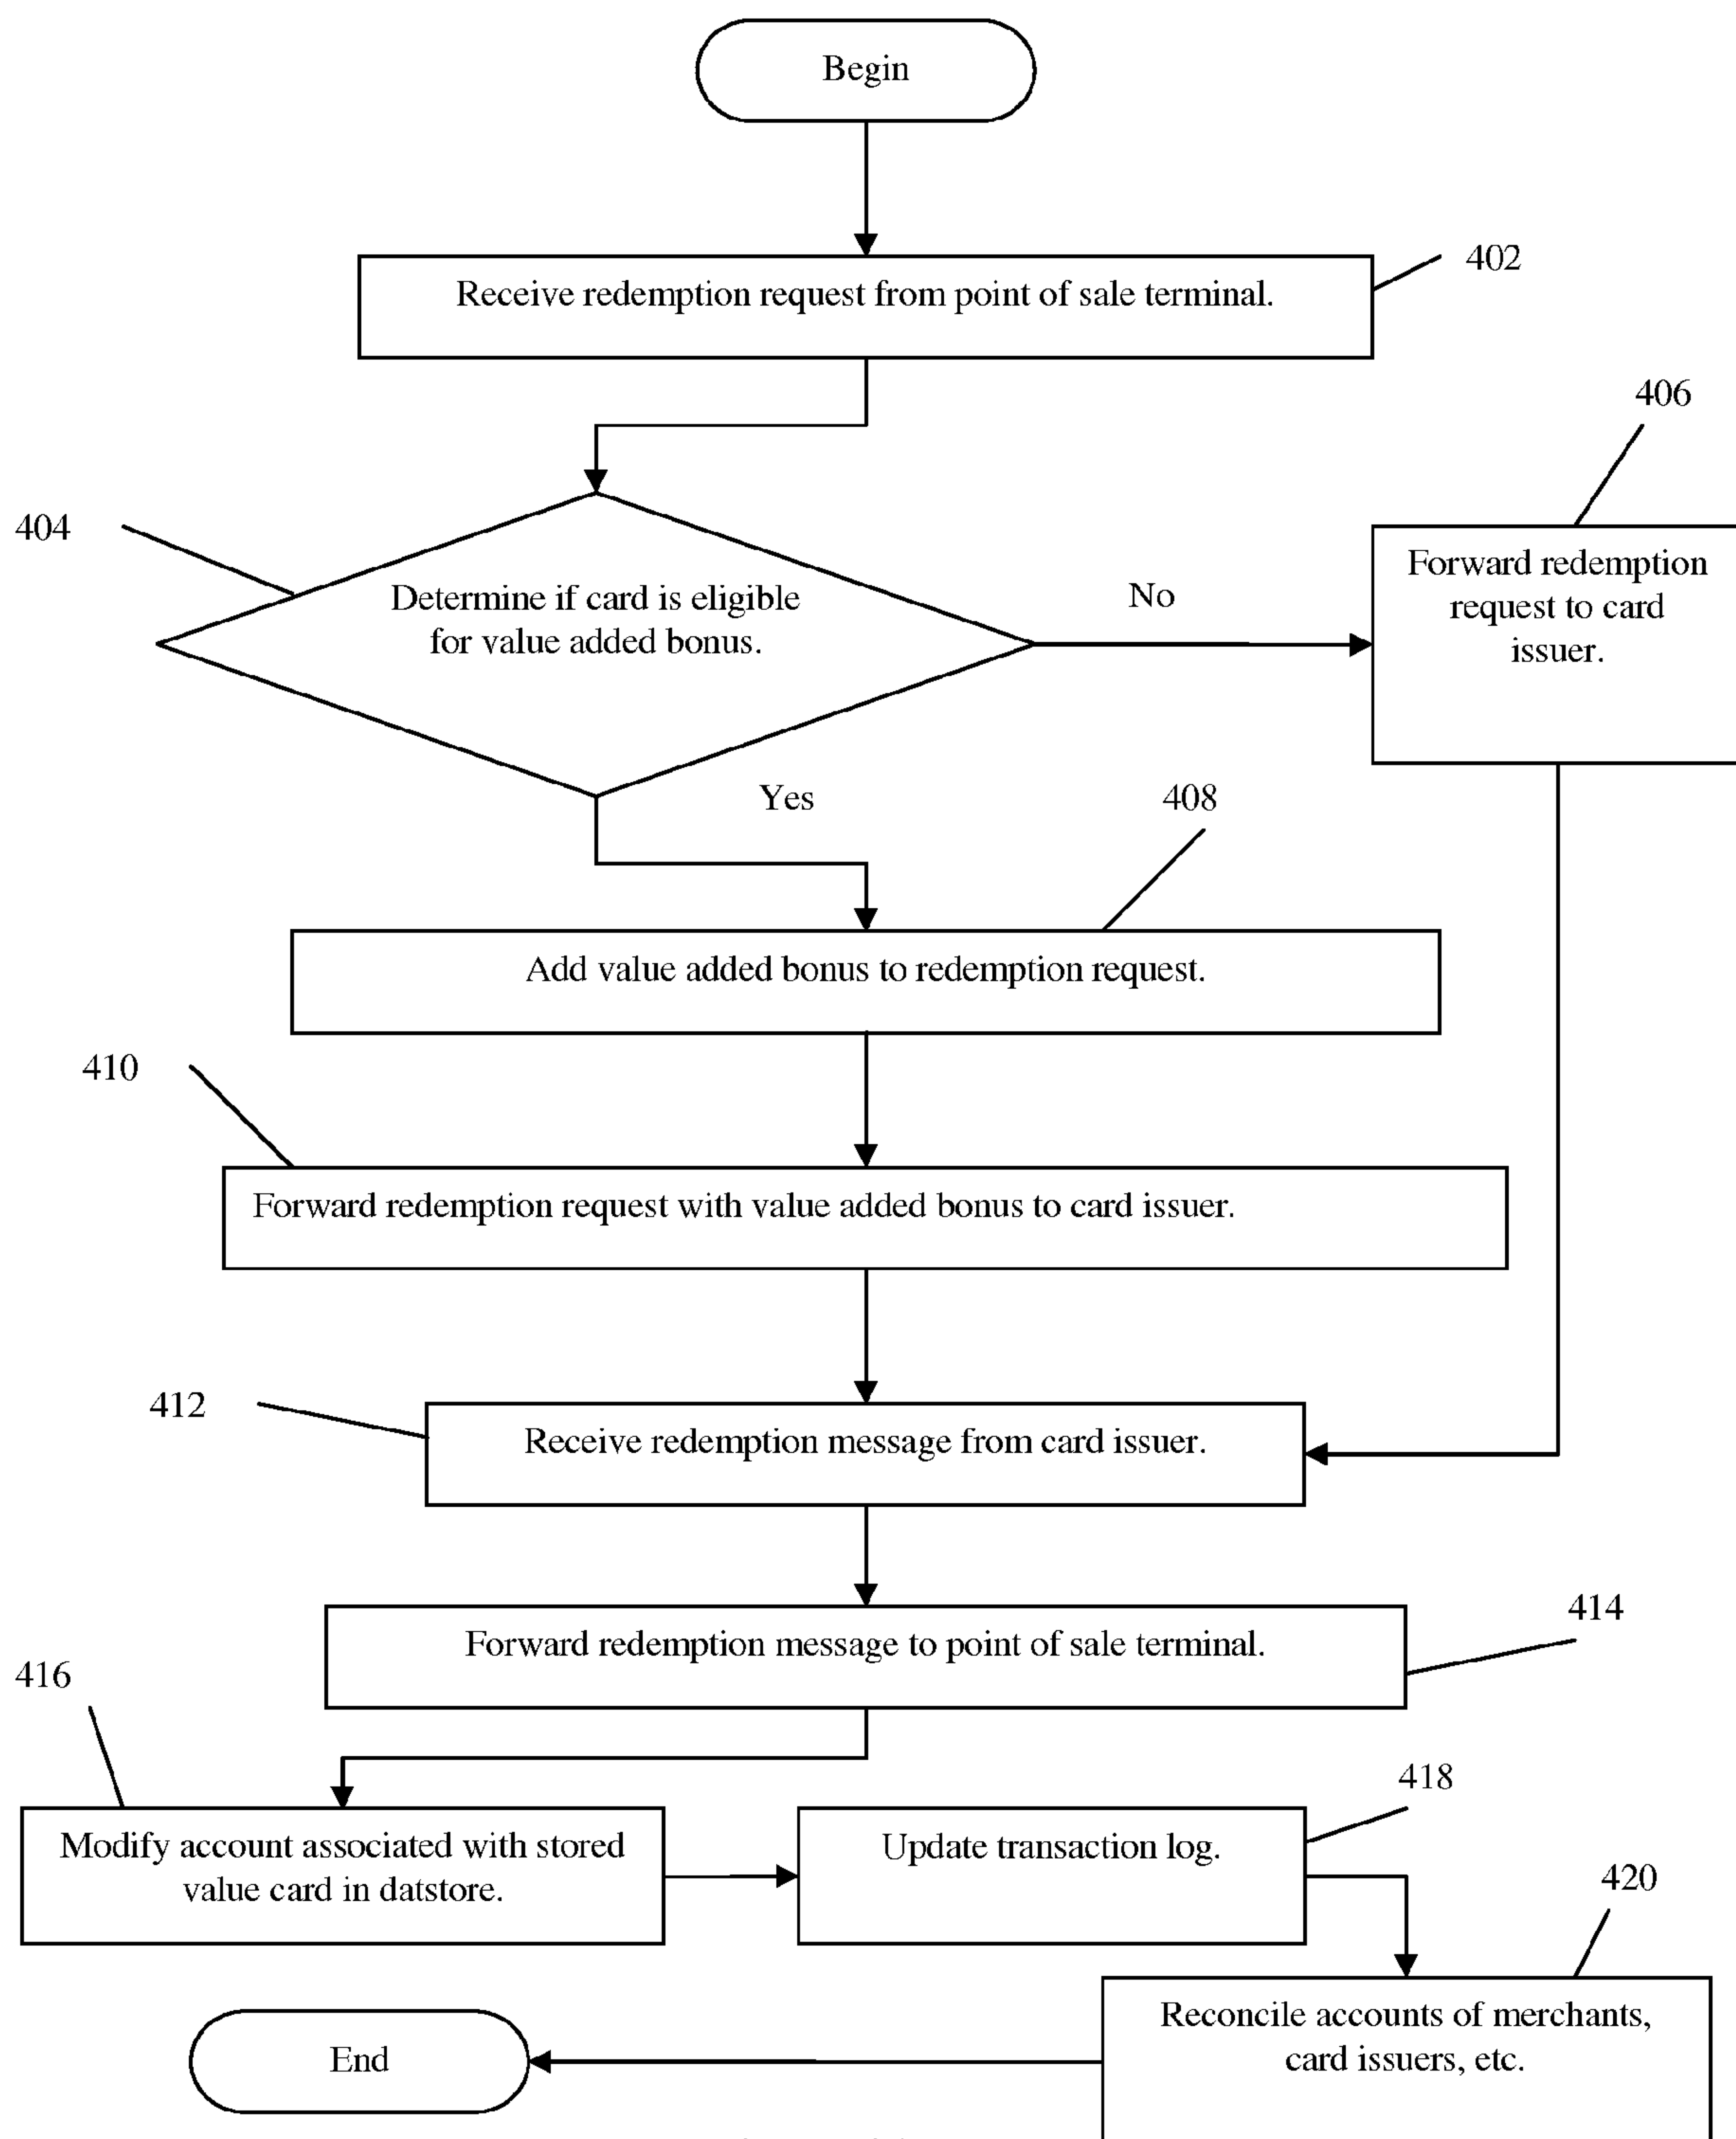 Begin
402
Receive redemption request from point of sale terminal.
406
404
Forward redemption
request to card
issuer.
Determine if card is eligible
for value added bonus.
No
Yes
408
Add value added bonus to redemption request.
410
Forward redemption request with value added bonus to card issuer.
412
Receive redemption message from card issuer.
414
Forward redemption message to point of sale terminal.
416
418
Modify account associated with stored
value card in datstore.
Update transaction log.
420
Reconcile accounts of merchants,
card issuers, etc.
End